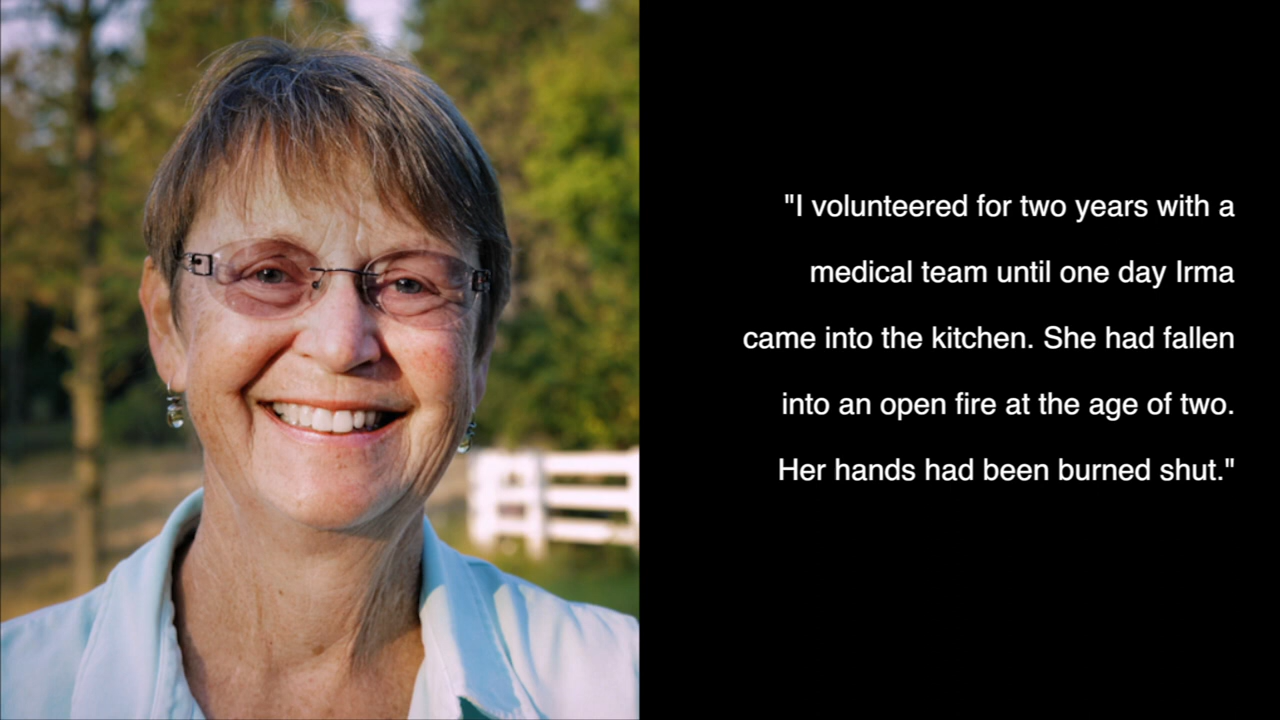 "I volunteered for two years with a
medical team until one day Irma
came into the kitchen. She had fallen
into an open fire at the age of two.
Her hands had been burned shut."